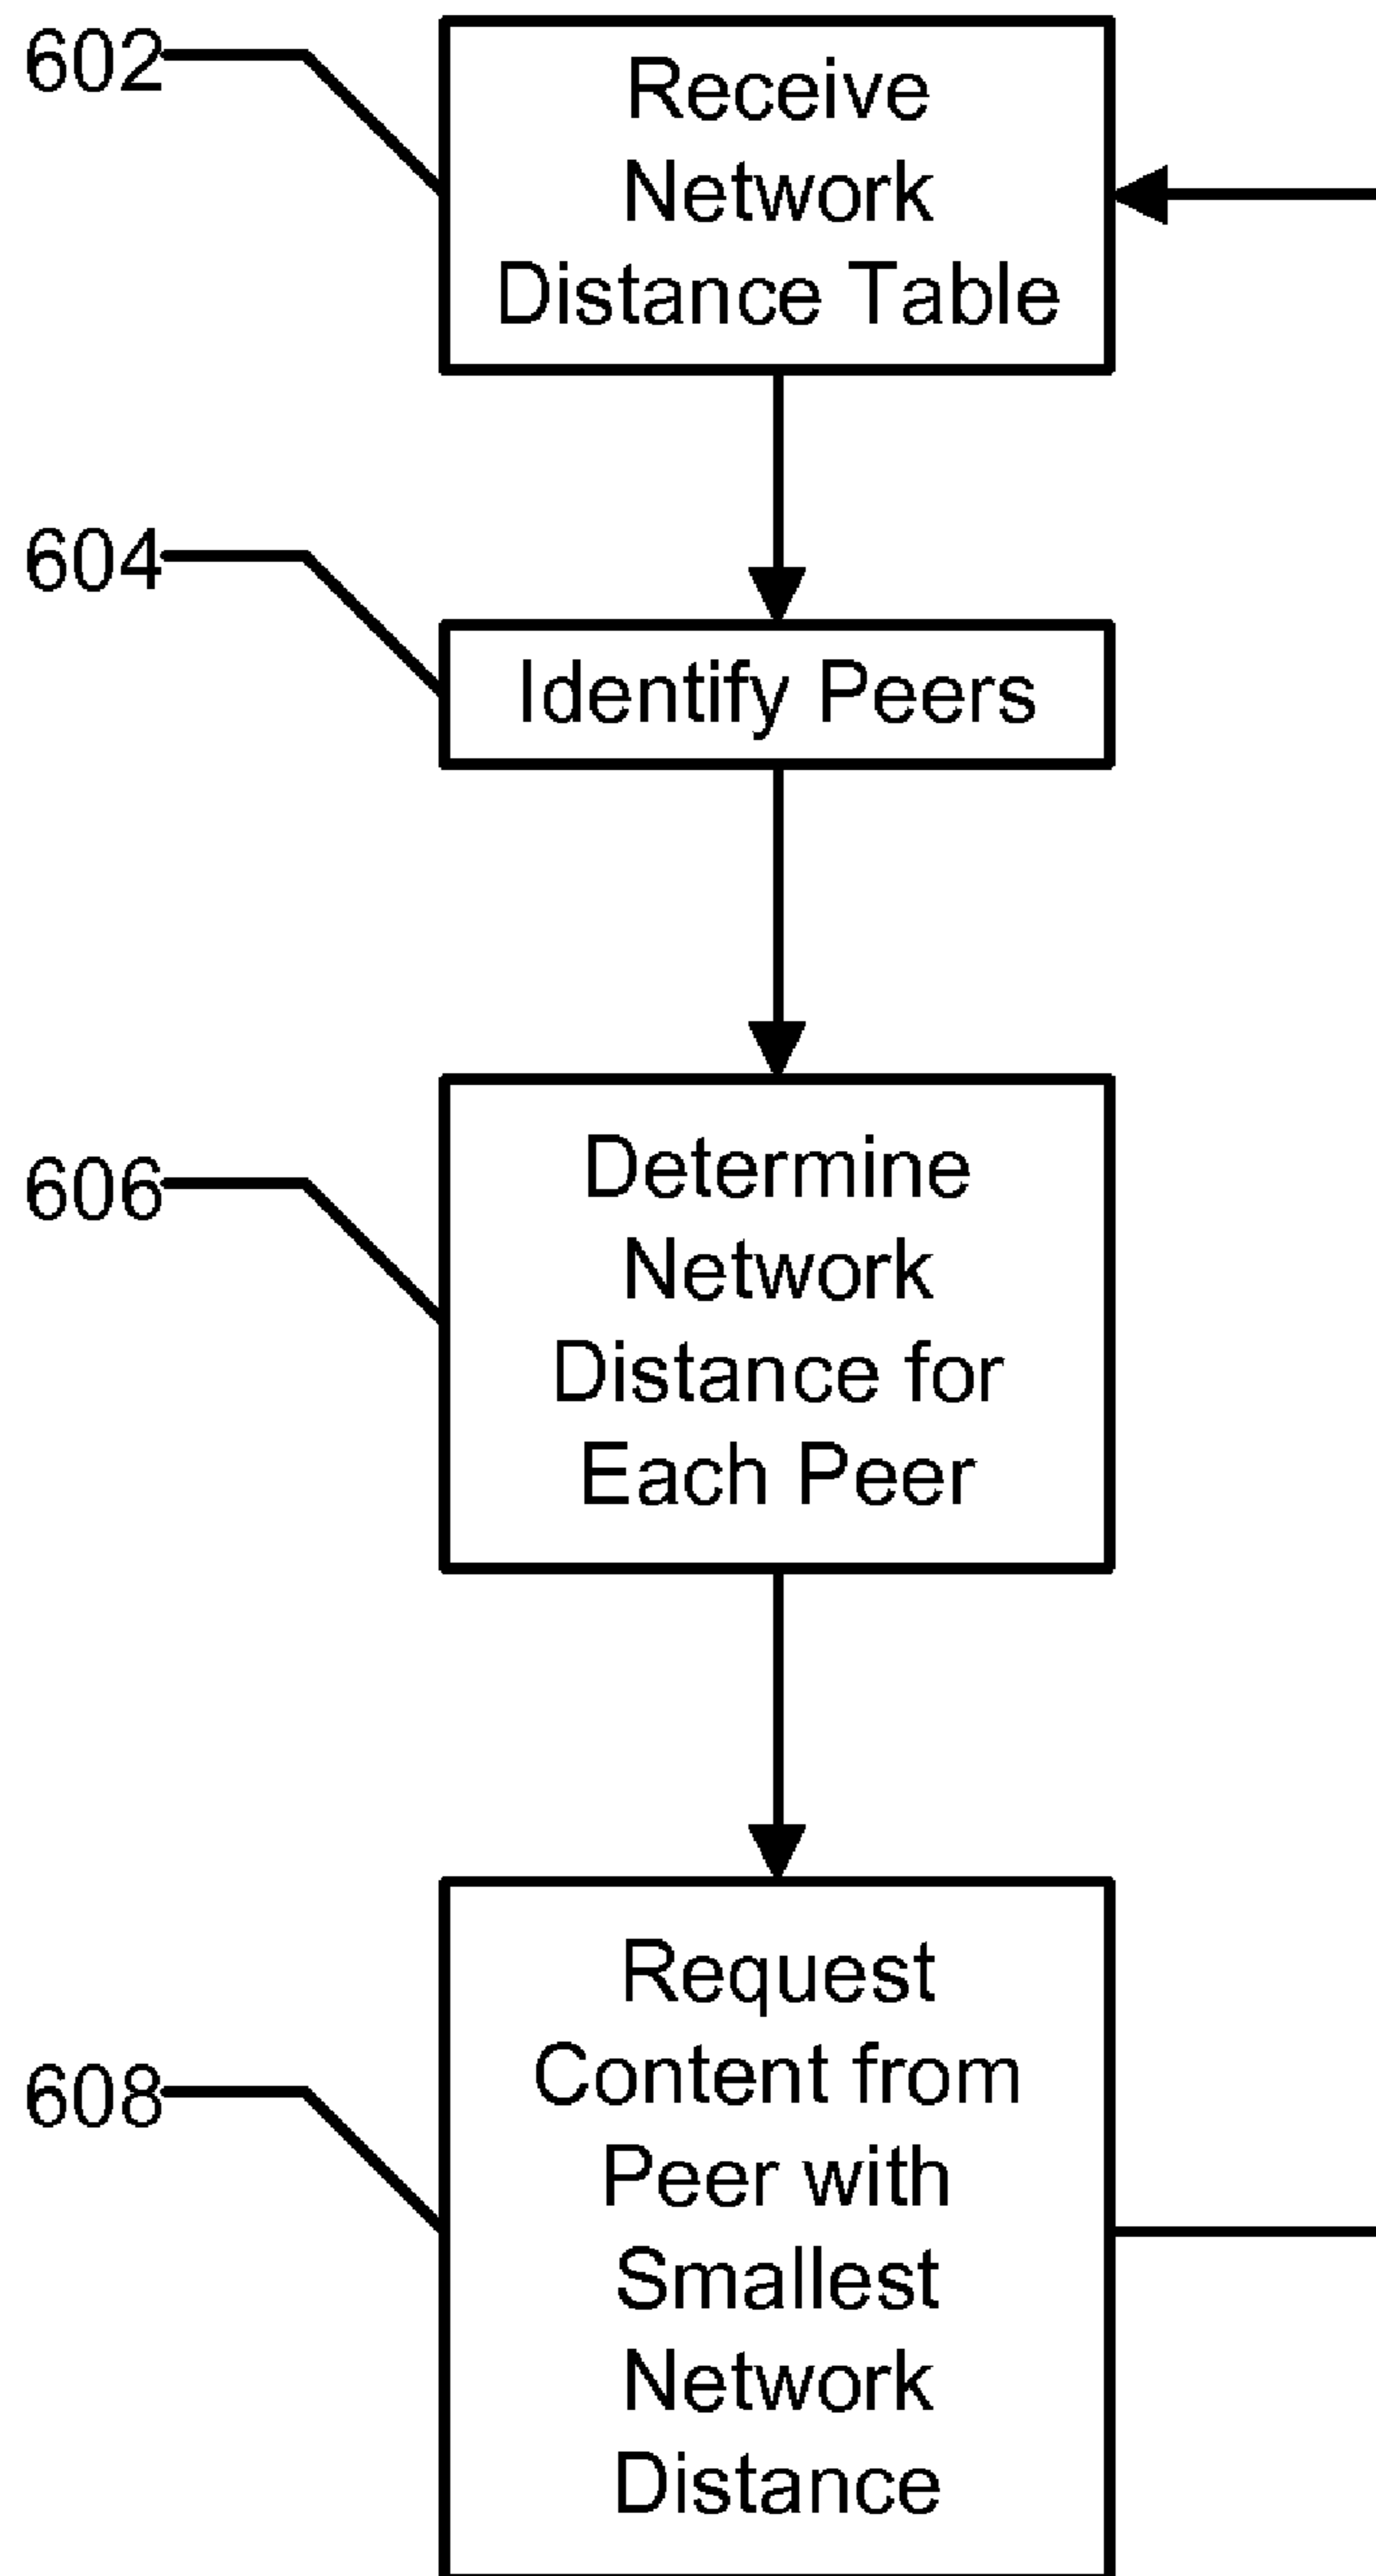 602
Receive
Network
Distance Table
604
Identify Peers
606
Determine
Network
Distance for
Each Peer
608
Request
Content from
Peer with
Smallest
Network
Distance